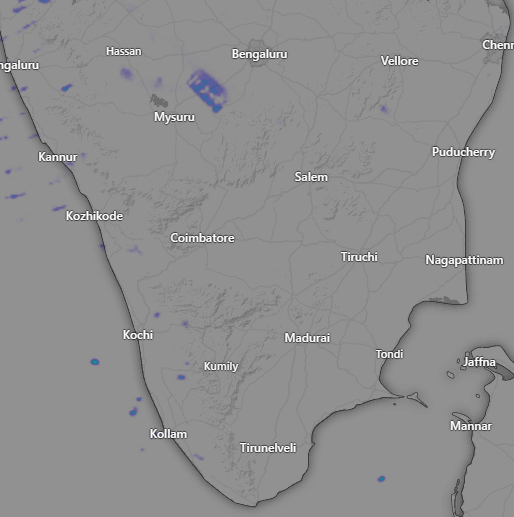 Hassan
Bengaluru
Chenn
ngaluru
Vellore
Mysuru
Kannur
Puducherry
Salem
Kozhikode
Coimbatore
Tiruchi
Nagapattinam
Kochi
Madurai
Tondi
Jaffna
Kumily
Mannar
Kollam
Tirunelveli